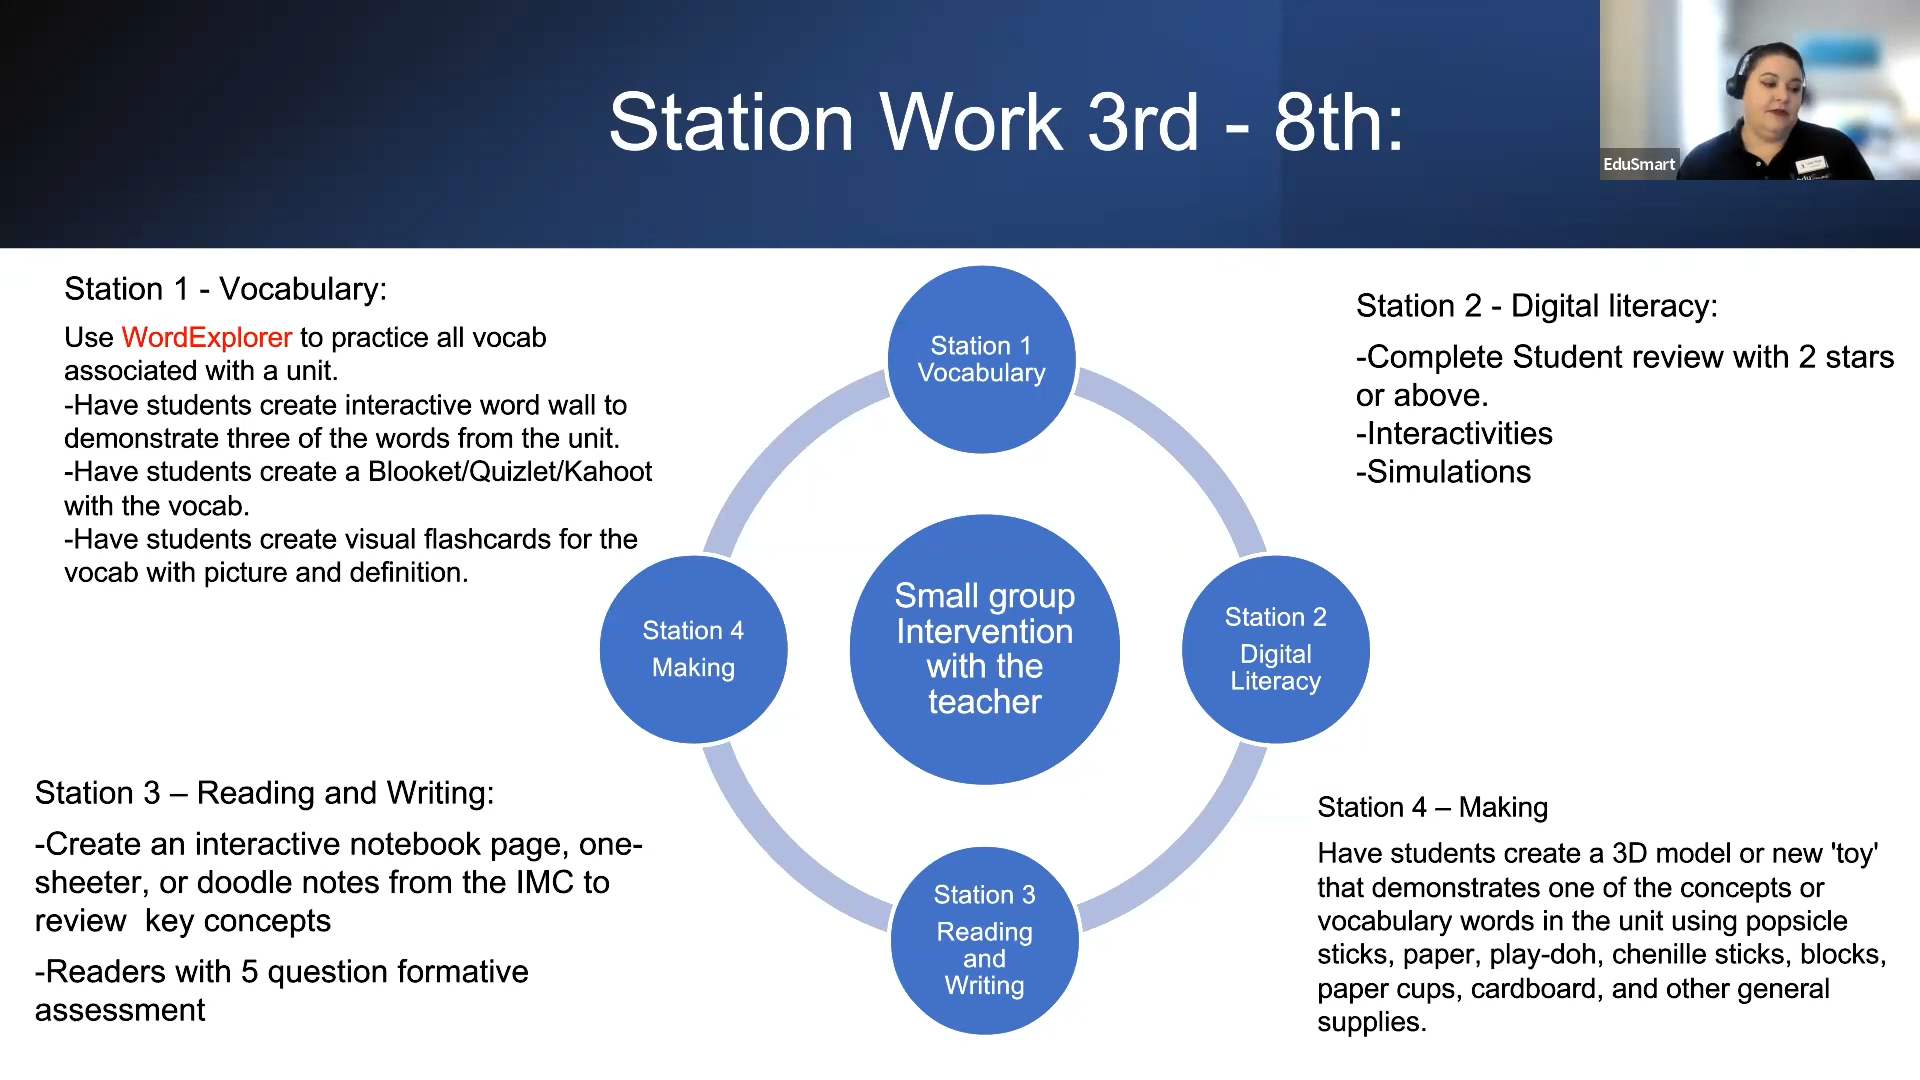 Station Work 3rd - 8th:
EduSmart
Station 1 - Vocabulary:
Use WordExplorer to practice all vocab
associated with a unit.
-Have students create interactive word wall to
demonstrate three of the words from the unit.
-Have students create a Blooket/Quizlet/Kahoot
with the vocab.
-Have students create visual flashcards for the
vocab with picture and definition.
Station 1
Vocabulary
Station 2 - Digital literacy:
-Complete Student review with 2 stars
or above.
-Interactivities
-Simulations
Station 4
Making
Small group
Intervention
with the
teacher
Station 2
Digital
Literacy
Station 3 – Reading and Writing:
-Create an interactive notebook page, one-
sheeter, or doodle notes from the IMC to
review  key concepts
-Readers with 5 question formative
assessment
Station 3
Reading
and
Writing
Station 4 – Making
Have students create a 3D model or new 'toy'
that demonstrates one of the concepts or
vocabulary words in the unit using popsicle
sticks, paper, play-doh, chenille sticks, blocks,
paper cups, cardboard, and other general
supplies.